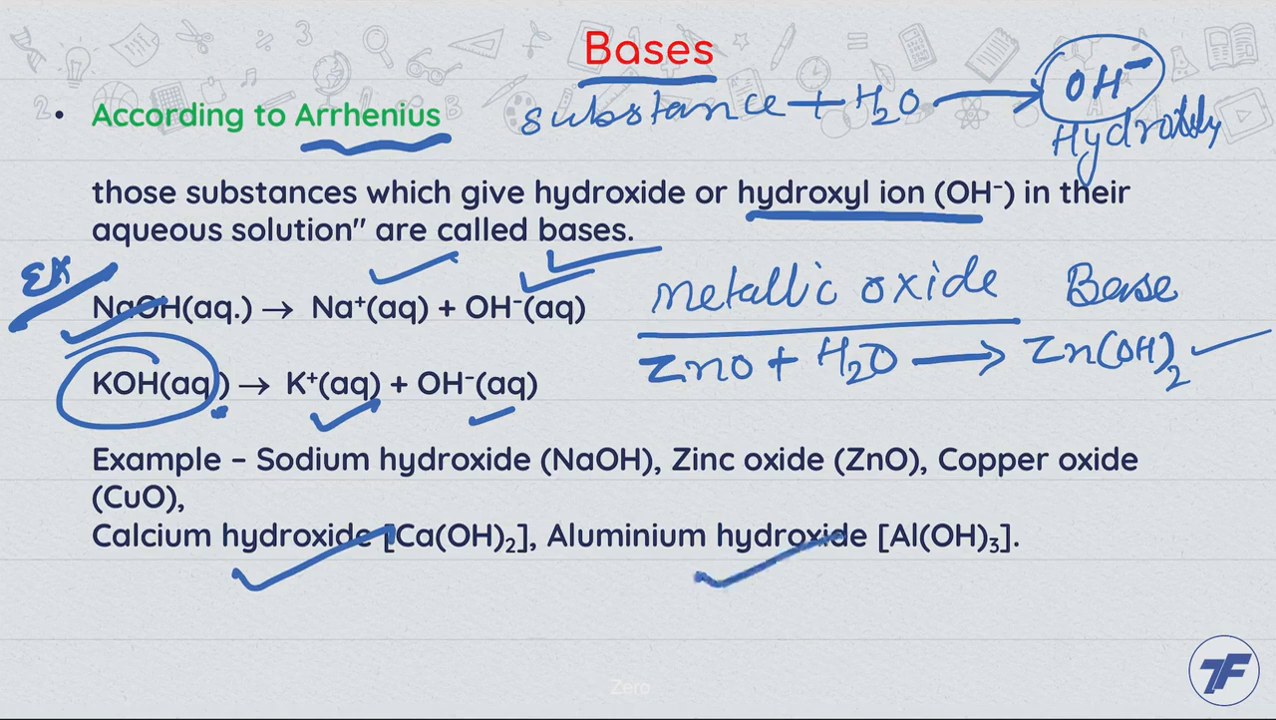 Bases
• According to Arrhenius
substance + H₂O → OH⁻
those substances which give hydroxide or hydroxyl ion (OH⁻) in their
aqueous solution" are called bases.
Ex
NaOH(aq.) → Na⁺(aq) + OH⁻(aq)
metallic oxide Base
ZnO + H₂O → Zn(OH)₂
KOH(aq.) → K⁺(aq) + OH⁻(aq)
Example – Sodium hydroxide (NaOH), Zinc oxide (ZnO), Copper oxide
(CuO),
Calcium hydroxide [Ca(OH)₂], Aluminium hydroxide [Al(OH)₃].
Zero